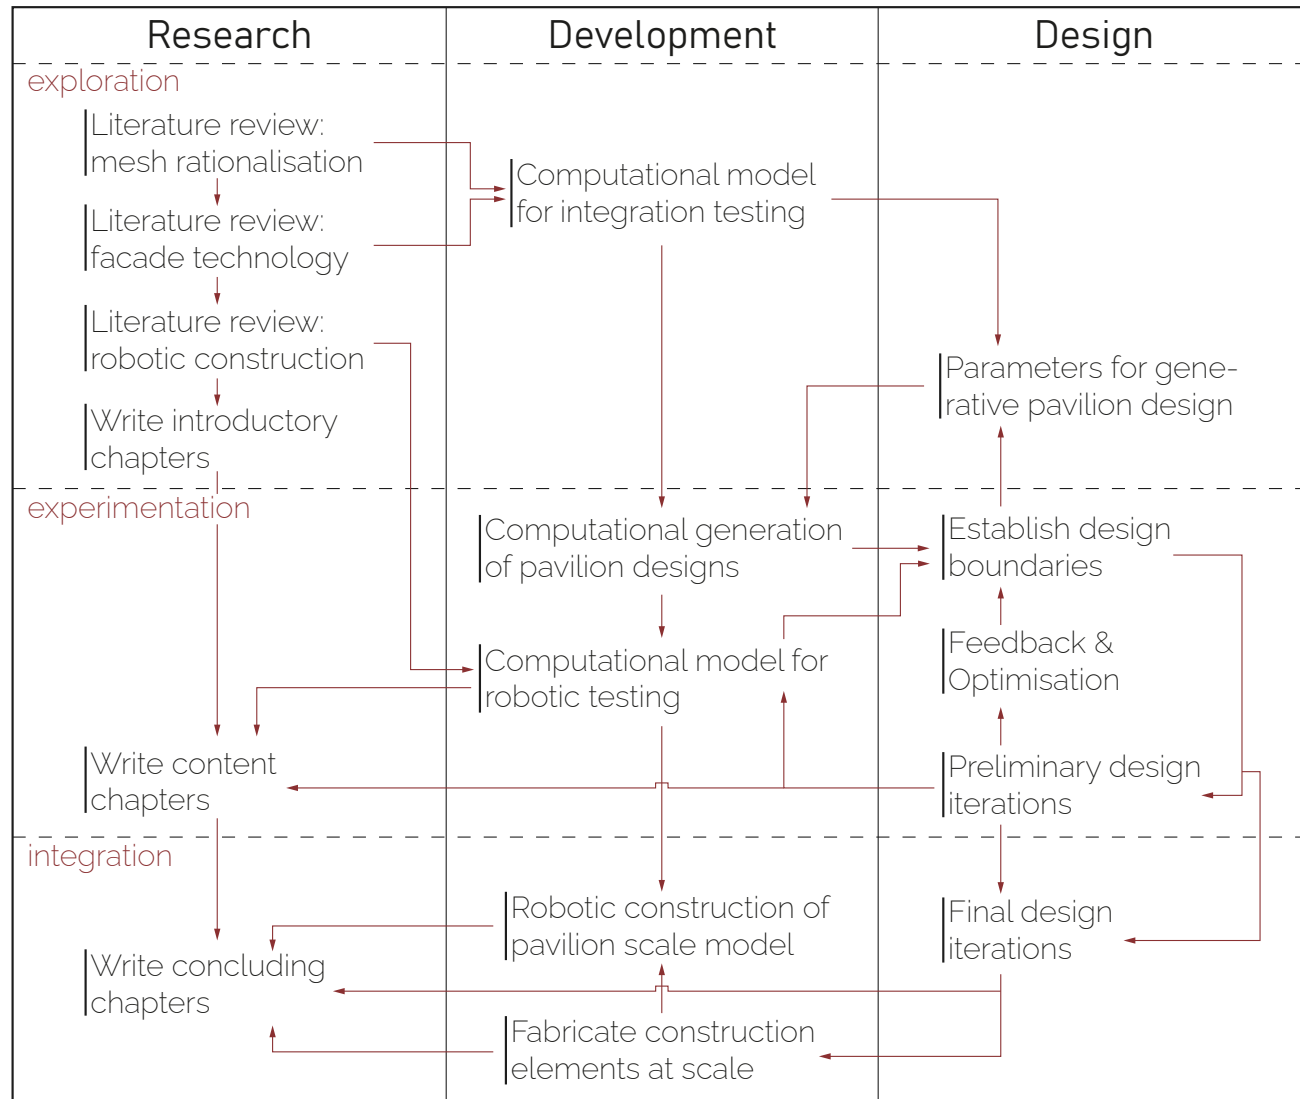 Research
Development
Design
exploration
Literature review:
mesh rationalisation
Literature review:
facade technology
Literature review:
robotic construction
Write introductory
chapters
Computational model
for integration testing
Parameters for gene-
rative pavilion design
experimentation
Computational generation
of pavilion designs
Computational model for
robotic testing
Establish design
boundaries
Feedback &
Optimisation
Preliminary design
iterations
Write content
chapters
integration
Robotic construction of
pavilion scale model
Final design
iterations
Write concluding
chapters
Fabricate construction
elements at scale